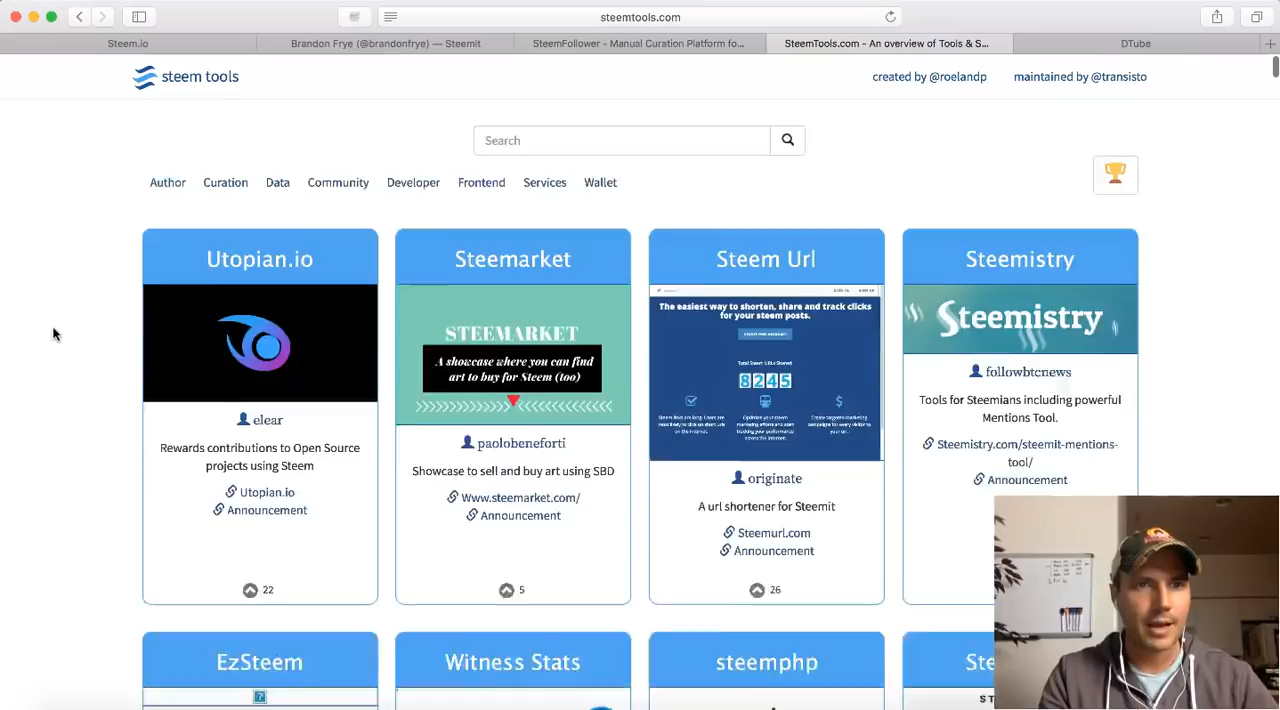 steemtools.com
Steem.io
Brandon Frye (@brandonfrye) — Steemit
SteemFollower - Manual Curation Platform fo...
SteemTools.com - An overview of Tools & S...
DTube
steem tools
created by @roelandp
maintained by @transisto
Search
Author
Curation
Data
Community
Developer
Frontend
Services
Wallet
Utopian.io
elear
Rewards contributions to Open Source
projects using Steem
Utopian.io
Announcement
22
Steemarket
STEEMARKET
A showcase where you can find
art to buy for Steem (too)
paolobeneforti
Showcase to sell and buy art using SBD
Www.steemarket.com/
Announcement
5
Steem Url
The easiest way to shorten, share and track clicks
for your steem posts.
Total Steem URLs Shared
8245
originate
A url shortener for Steemit
Steemurl.com
Announcement
26
Steemistry
Steemistry
followbtcnews
Tools for Steemians including powerful
Mentions Tool.
Steemistry.com/steemit-mentions-
tool/
Announcement
EzSteem
Witness Stats
steemphp